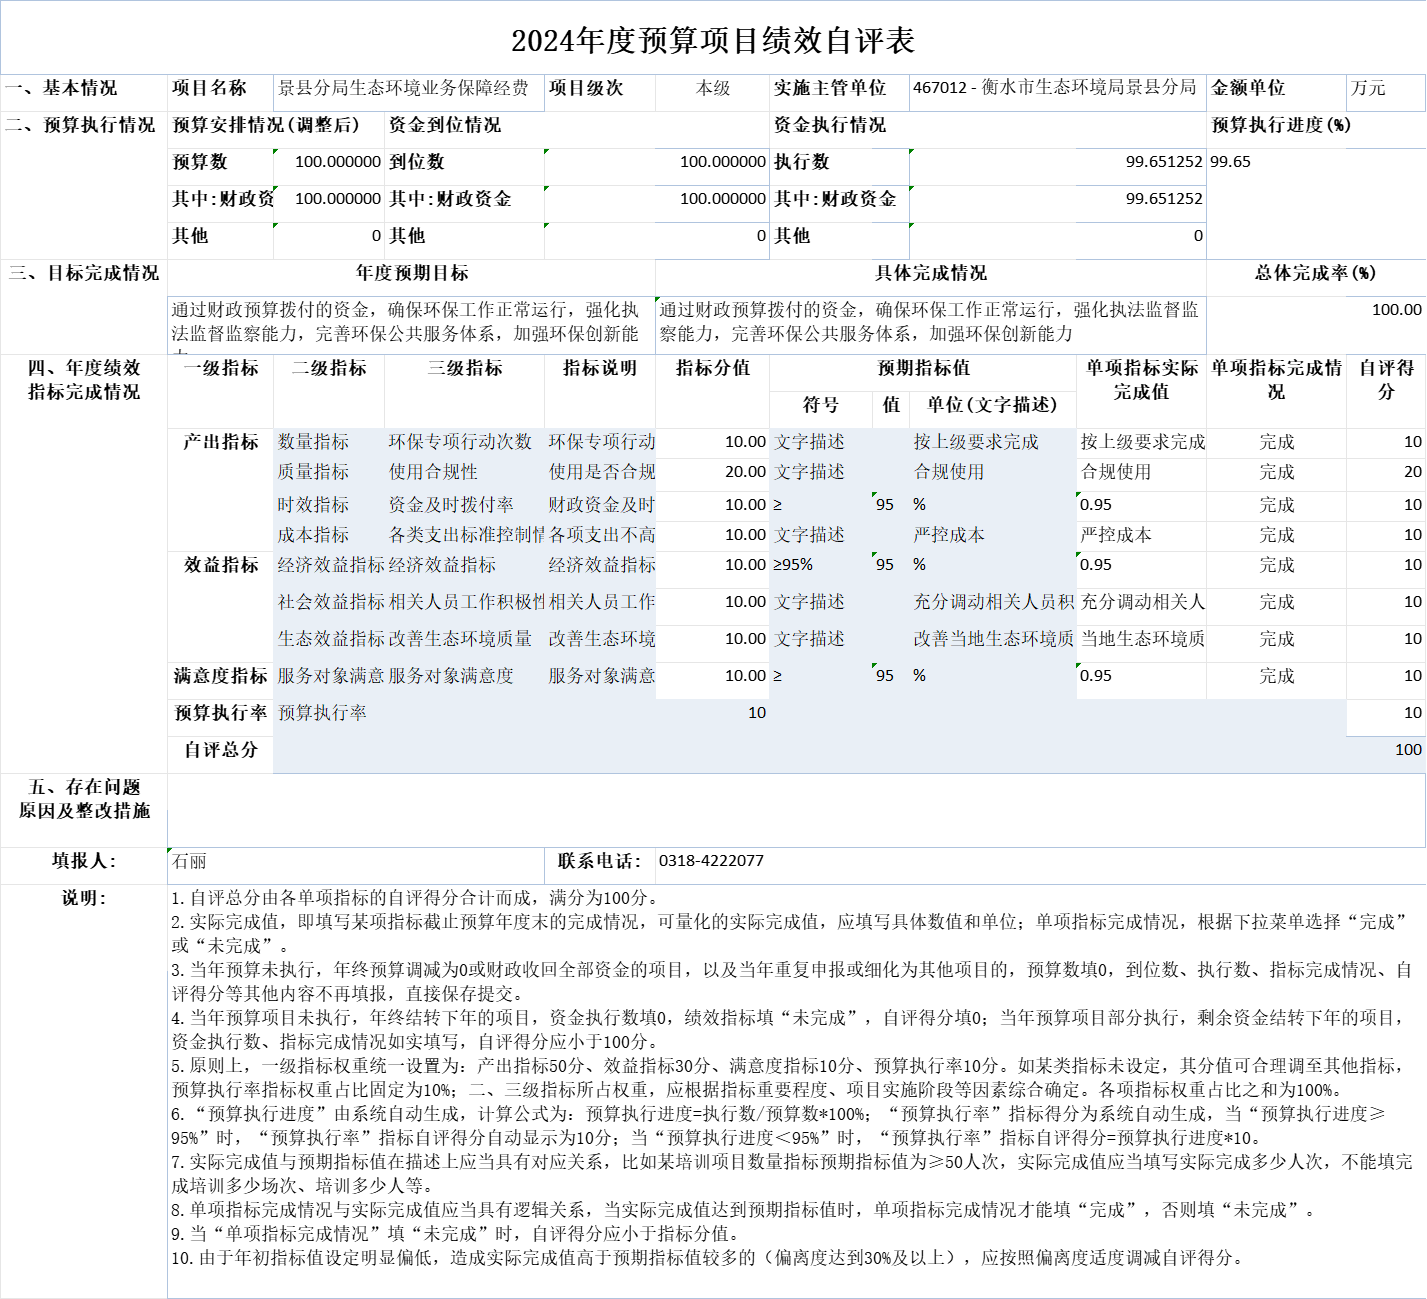 2024年度预算项目绩效自评表
一、基本情况 项目名称 景县分局生态环境业务保障经费 项目级次 本级 实施主管单位 467012 - 衡水市生态环境局景县分局 金额单位 万元
二、预算执行情况 预算安排情况(调整后) 资金到位情况 资金执行情况 预算执行进度(%)
预算数 100.000000 到位数 100.000000 执行数 99.651252 99.65
其中:财政资 100.000000 其中:财政资金 100.000000 其中:财政资金 99.651252
其他 0 其他 0 其他 0
三、目标完成情况 年度预期目标 具体完成情况 总体完成率(%)
通过财政预算拨付的资金，确保环保工作正常运行，强化执
法监督监察能力，完善环保公共服务体系，加强环保创新能
通过财政预算拨付的资金，确保环保工作正常运行，强化执法监督监
察能力，完善环保公共服务体系，加强环保创新能力
100.00
四、年度绩效
指标完成情况
一级指标 二级指标 三级指标 指标说明 指标分值 预期指标值 单项指标实际
完成值
单项指标完成情
况
自评得
分
符号 值 单位(文字描述)
产出指标 数量指标 环保专项行动次数 环保专项行动 10.00 文字描述 按上级要求完成 按上级要求完成 完成 10
质量指标 使用合规性 使用是否合规 20.00 文字描述 合规使用 合规使用 完成 20
时效指标 资金及时拨付率 财政资金及时 10.00 ≥ 95 % 0.95 完成 10
成本指标 各类支出标准控制情 各项支出不高 10.00 文字描述 严控成本 严控成本 完成 10
效益指标 经济效益指标 经济效益指标 经济效益指标 10.00 ≥95% 95 % 0.95 完成 10
社会效益指标 相关人员工作积极性 相关人员工作 10.00 文字描述 充分调动相关人员积 充分调动相关人 完成 10
生态效益指标 改善生态环境质量 改善生态环境 10.00 文字描述 改善当地生态环境质 当地生态环境质 完成 10
满意度指标 服务对象满意 服务对象满意度 服务对象满意 10.00 ≥ 95 % 0.95 完成 10
预算执行率 预算执行率 10 10
自评总分 100
五、存在问题
原因及整改措施
填报人: 石丽 联系电话: 0318-4222077
说明:
1.自评总分由各单项指标的自评得分合计而成，满分为100分。
2.实际完成值，即填写某项指标截止预算年度末的完成情况，可量化的实际完成值，应填写具体数值和单位；单项指标完成情况，根据下拉菜单选择“完成”
或“未完成”。
3.当年预算未执行，年终预算调减为0或财政收回全部资金的项目，以及当年重复申报或细化为其他项目的，预算数填0，到位数、执行数、指标完成情况、自
评得分等其他内容不再填报，直接保存提交。
4.当年预算项目未执行，年终结转下年的项目，资金执行数填0，绩效指标填“未完成”，自评得分填0；当年预算项目部分执行，剩余资金结转下年的项目，
资金执行数、指标完成情况如实填写，自评得分应小于100分。
5.原则上，一级指标权重统一设置为：产出指标50分、效益指标30分、满意度指标10分、预算执行率10分。如某类指标未设定，其分值可合理调至其他指标，
预算执行率指标权重占比固定为10%；二、三级指标所占权重，应根据指标重要程度、项目实施阶段等因素综合确定。各项指标权重占比之和为100%。
6.“预算执行进度”由系统自动生成，计算公式为：预算执行进度=执行数/预算数*100%；“预算执行率”指标得分为系统自动生成，当“预算执行进度≥
95%”时，“预算执行率”指标自评得分自动显示为10分；当“预算执行进度＜95%”时，“预算执行率”指标自评得分=预算执行进度*10。
7.实际完成值与预期指标值在描述上应当具有对应关系，比如某培训项目数量指标预期指标值为≥50人次，实际完成值应当填写实际完成多少人次，不能填完
成培训多少场次、培训多少人等。
8.单项指标完成情况与实际完成值应当具有逻辑关系，当实际完成值达到预期指标值时，单项指标完成情况才能填“完成”，否则填“未完成”。
9.当“单项指标完成情况”填“未完成”时，自评得分应小于指标分值。
10.由于年初指标值设定明显偏低，造成实际完成值高于预期指标值较多的（偏离度达到30%及以上），应按照偏离度适度调减自评得分。